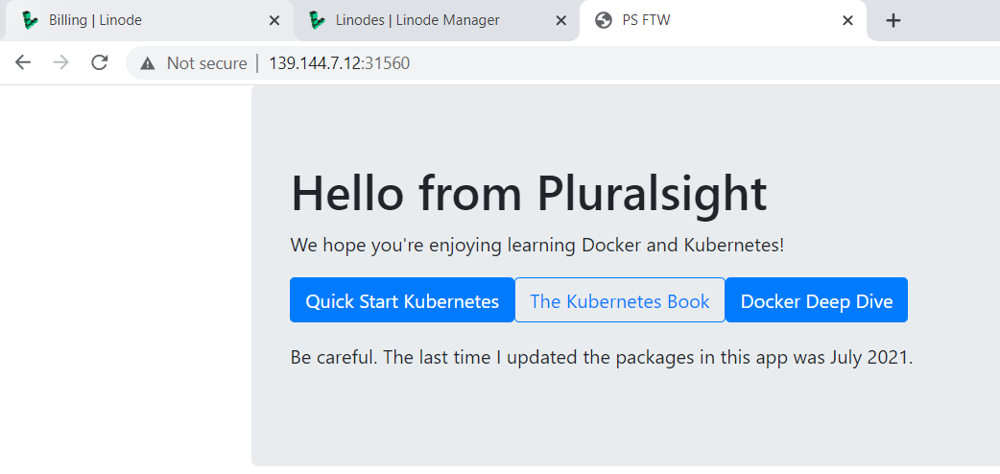 Billing | Linode
Linodes | Linode Manager
PS FTW
Not secure | 139.144.7.12:31560
Hello from Pluralsight
We hope you're enjoying learning Docker and Kubernetes!
Quick Start Kubernetes The Kubernetes Book Docker Deep Dive
Be careful. The last time I updated the packages in this app was July 2021.